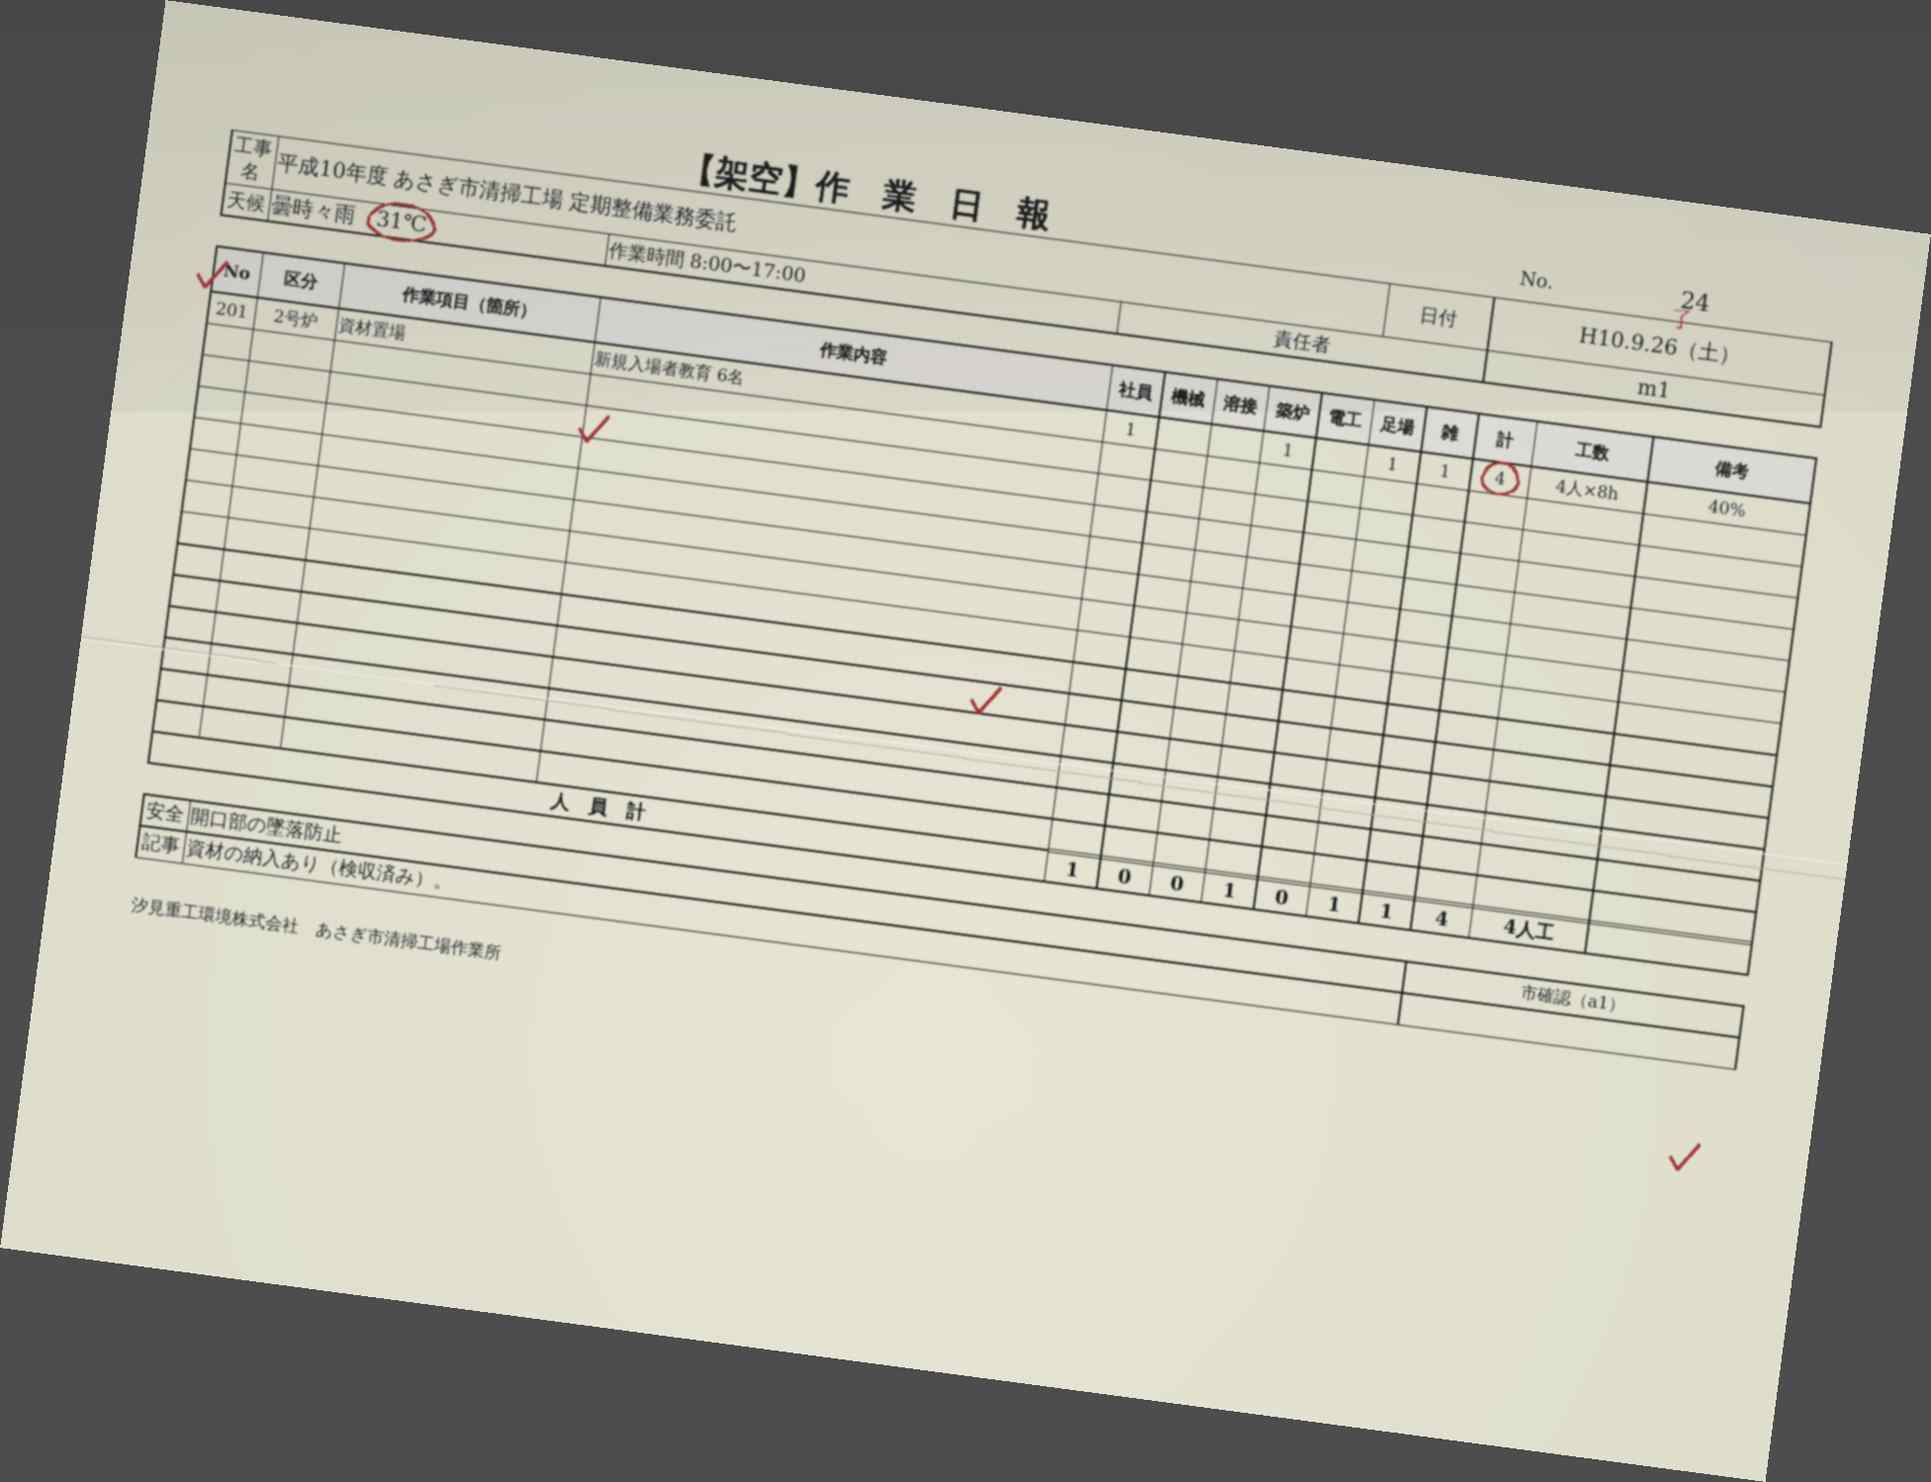 【架空】作　業　日　報
No.　24
工事名　平成10年度 あさぎ市清掃工場 定期整備業務委託　日付　H10.9.26（土）
天候　曇時々雨　31℃　作業時間 8:00〜17:00　責任者　m1
No　区分　作業項目（箇所）　作業内容　社員　機械　溶接　築炉　電工　足場　雑　計　工数　備考
201　2号炉　資材置場　新規入場者教育 6名　1　1　1　1　4　4人×8h　40%
人　員　計　1　0　0　1　0　1　1　4　4人工
安全　開口部の墜落防止　市確認（a1）
記事　資材の納入あり（検収済み）。
汐見重工環境株式会社　あさぎ市清掃工場作業所